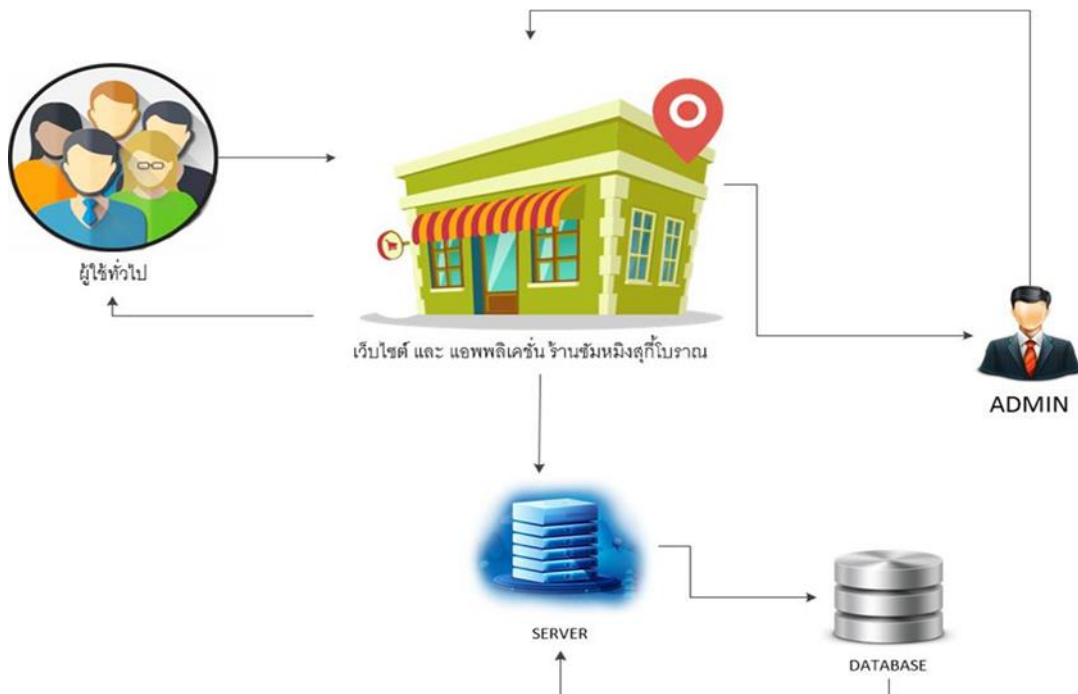 ผู้ใช้ทั่วไป
เว็บไซต์ และ แอพพลิเคชั่น ร้านซัมหมิงสุกี้โบราณ
ADMIN
SERVER
DATABASE